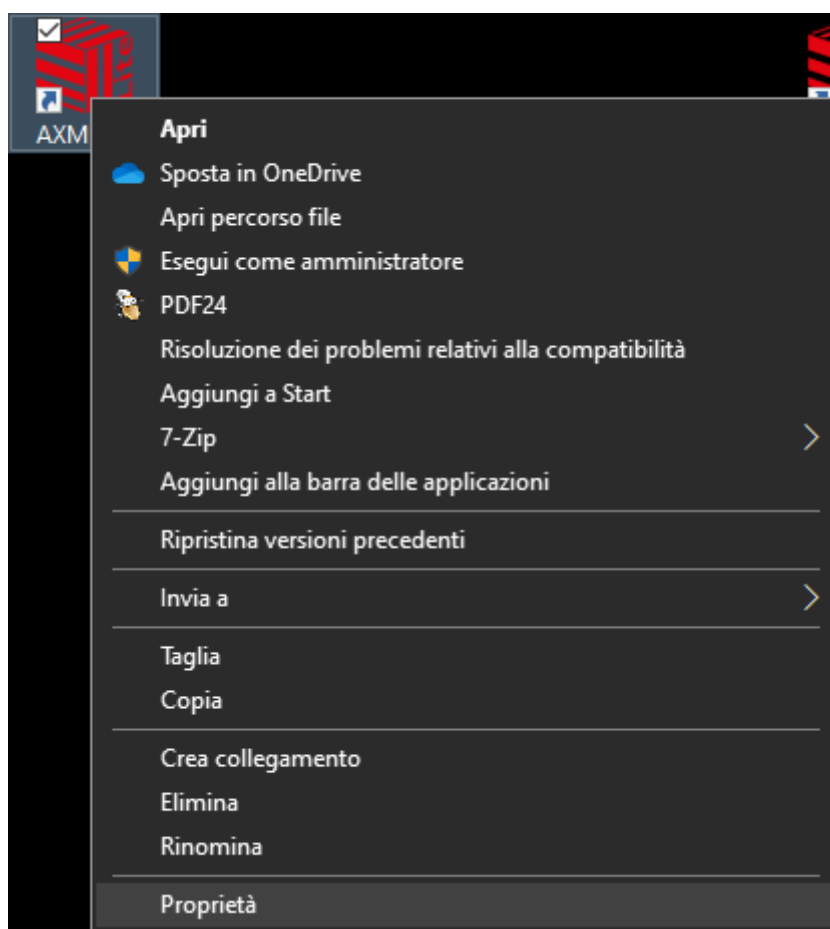 Lite
AXM
Apri
Sposta in OneDrive
Apri percorso file
Esegui come amministratore
PDF24
Risoluzione dei problemi relativi alla compatibilità
Aggiungi a Start
7-Zip
Aggiungi alla barra delle applicazioni
Ripristina versioni precedenti
Invia a
Taglia
Copia
Crea collegamento
Elimina
Rinomina
Proprietà